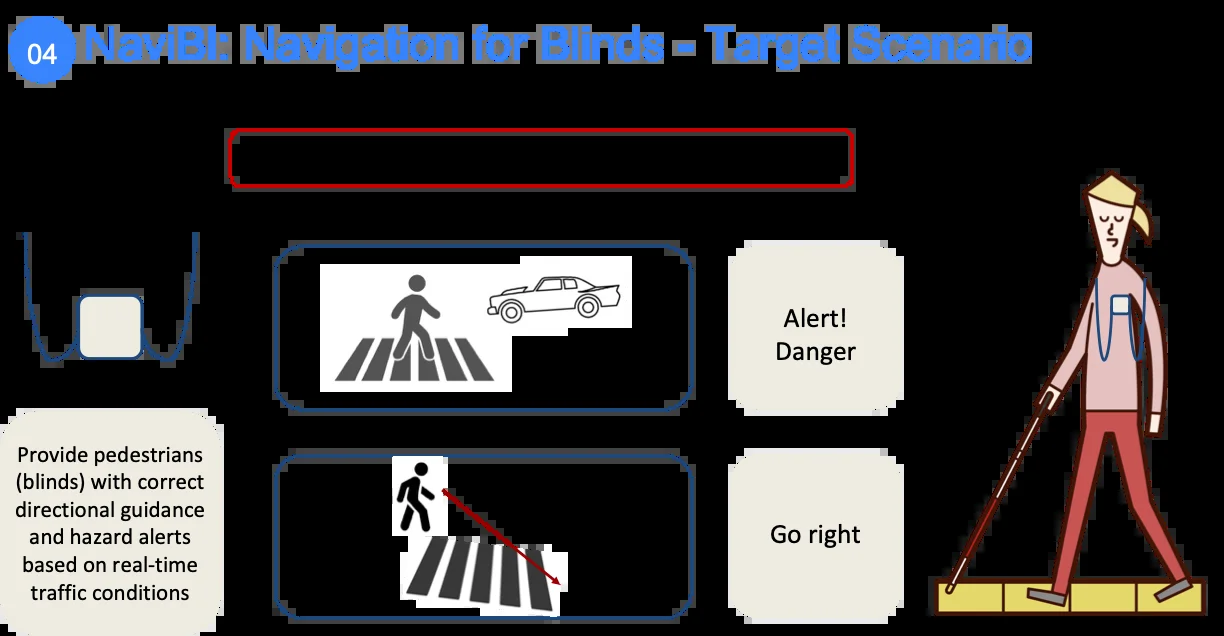 04
NaviBl: Navigation for Blinds - Target Scenario
Alert!
Danger
Provide pedestrians
(blinds) with correct
directional guidance
and hazard alerts
based on real-time
traffic conditions
Go right